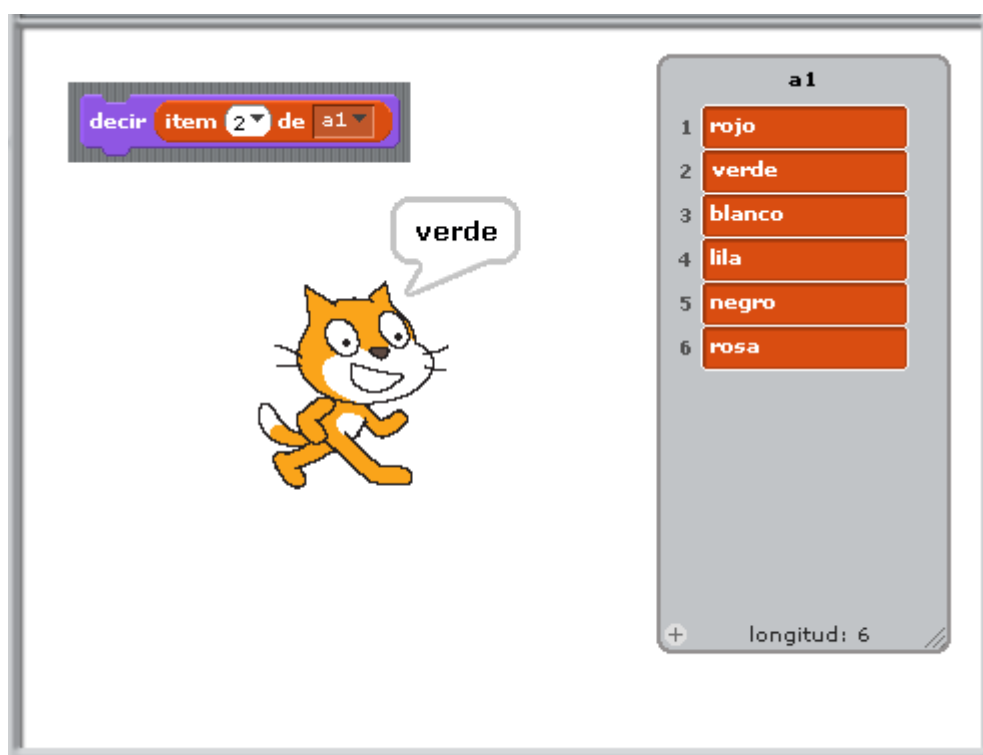 decir item 2 de a1
verde
a1
1 rojo
2 verde
3 blanco
4 lila
5 negro
6 rosa
+ longitud: 6